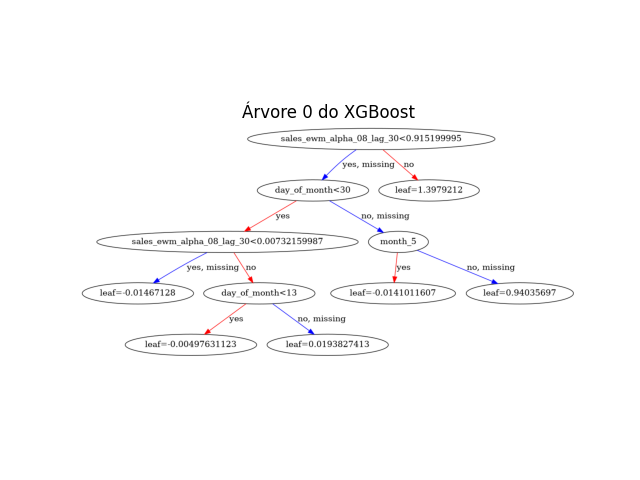 Árvore 0 do XGBoost
sales_ewm_alpha_08_lag_30<0.915199995
yes, missing
no
day_of_month<30
leaf=1.3979212
yes
no, missing
sales_ewm_alpha_08_lag_30<0.00732159987
month_5
yes, missing
no
yes
no, missing
leaf=-0.01467128
day_of_month<13
leaf=-0.0141011607
leaf=0.94035697
yes
no, missing
leaf=-0.00497631123
leaf=0.0193827413